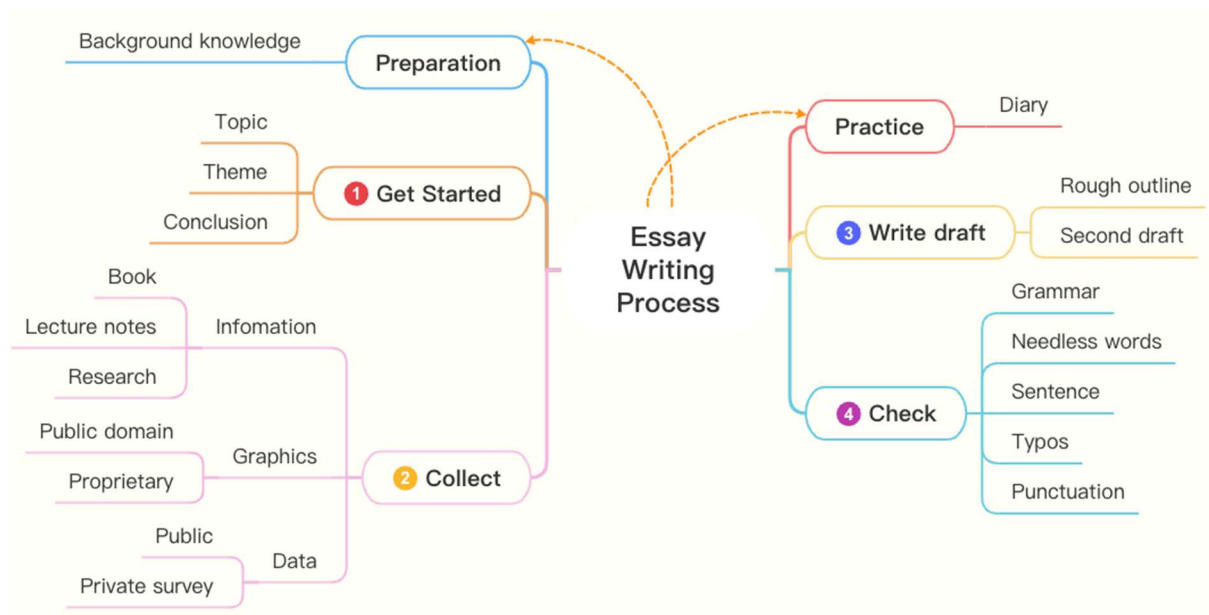 Essay
Writing
Process
Preparation
Background knowledge
1 Get Started
Topic
Theme
Conclusion
2 Collect
Infomation
Book
Lecture notes
Research
Graphics
Public domain
Proprietary
Data
Public
Private survey
Practice
Diary
3 Write draft
Rough outline
Second draft
4 Check
Grammar
Needless words
Sentence
Typos
Punctuation